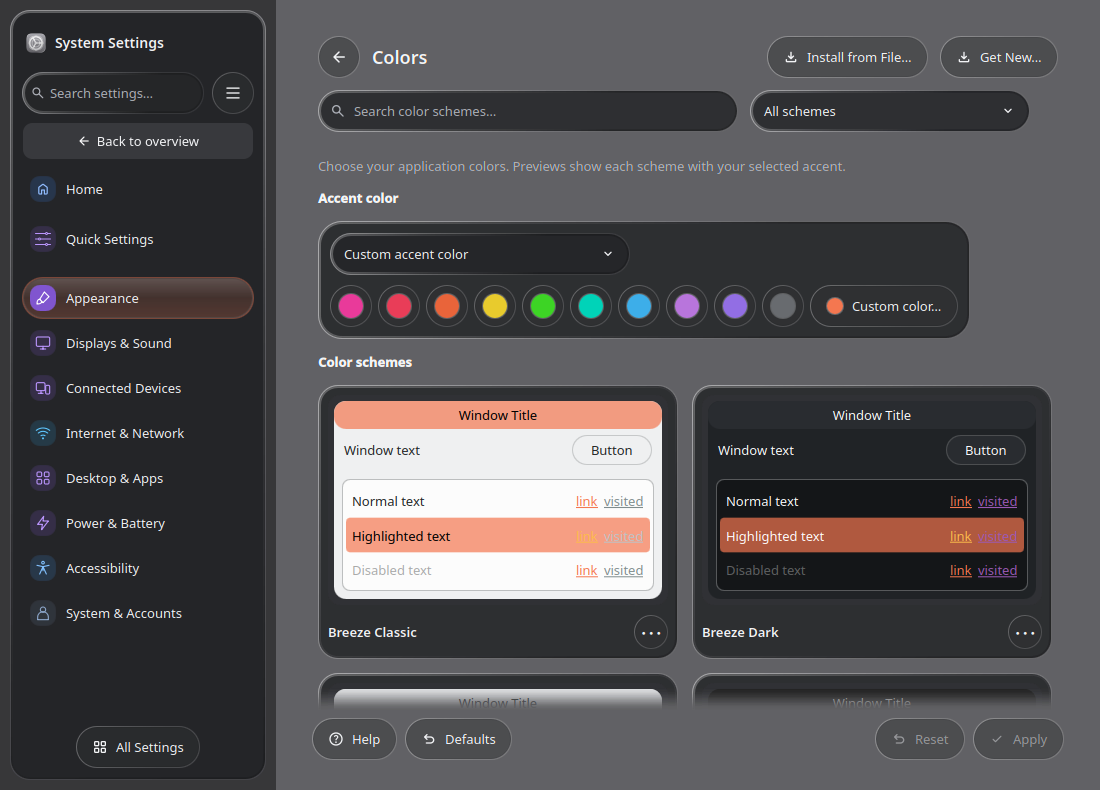 System Settings
Search settings...
Back to overview
Home
Quick Settings
Appearance
Displays & Sound
Connected Devices
Internet & Network
Desktop & Apps
Power & Battery
Accessibility
System & Accounts
All Settings
Colors
Install from File...
Get New...
Search color schemes...
All schemes
Choose your application colors. Previews show each scheme with your selected accent.
Accent color
Custom accent color
Custom color...
Color schemes
Window Title
Window text
Button
Normal text link visited
Highlighted text link visited
Disabled text link visited
Breeze Classic
Window Title
Window text
Button
Normal text link visited
Highlighted text link visited
Disabled text link visited
Breeze Dark
Window Title
Window Title
Help
Defaults
Reset
Apply